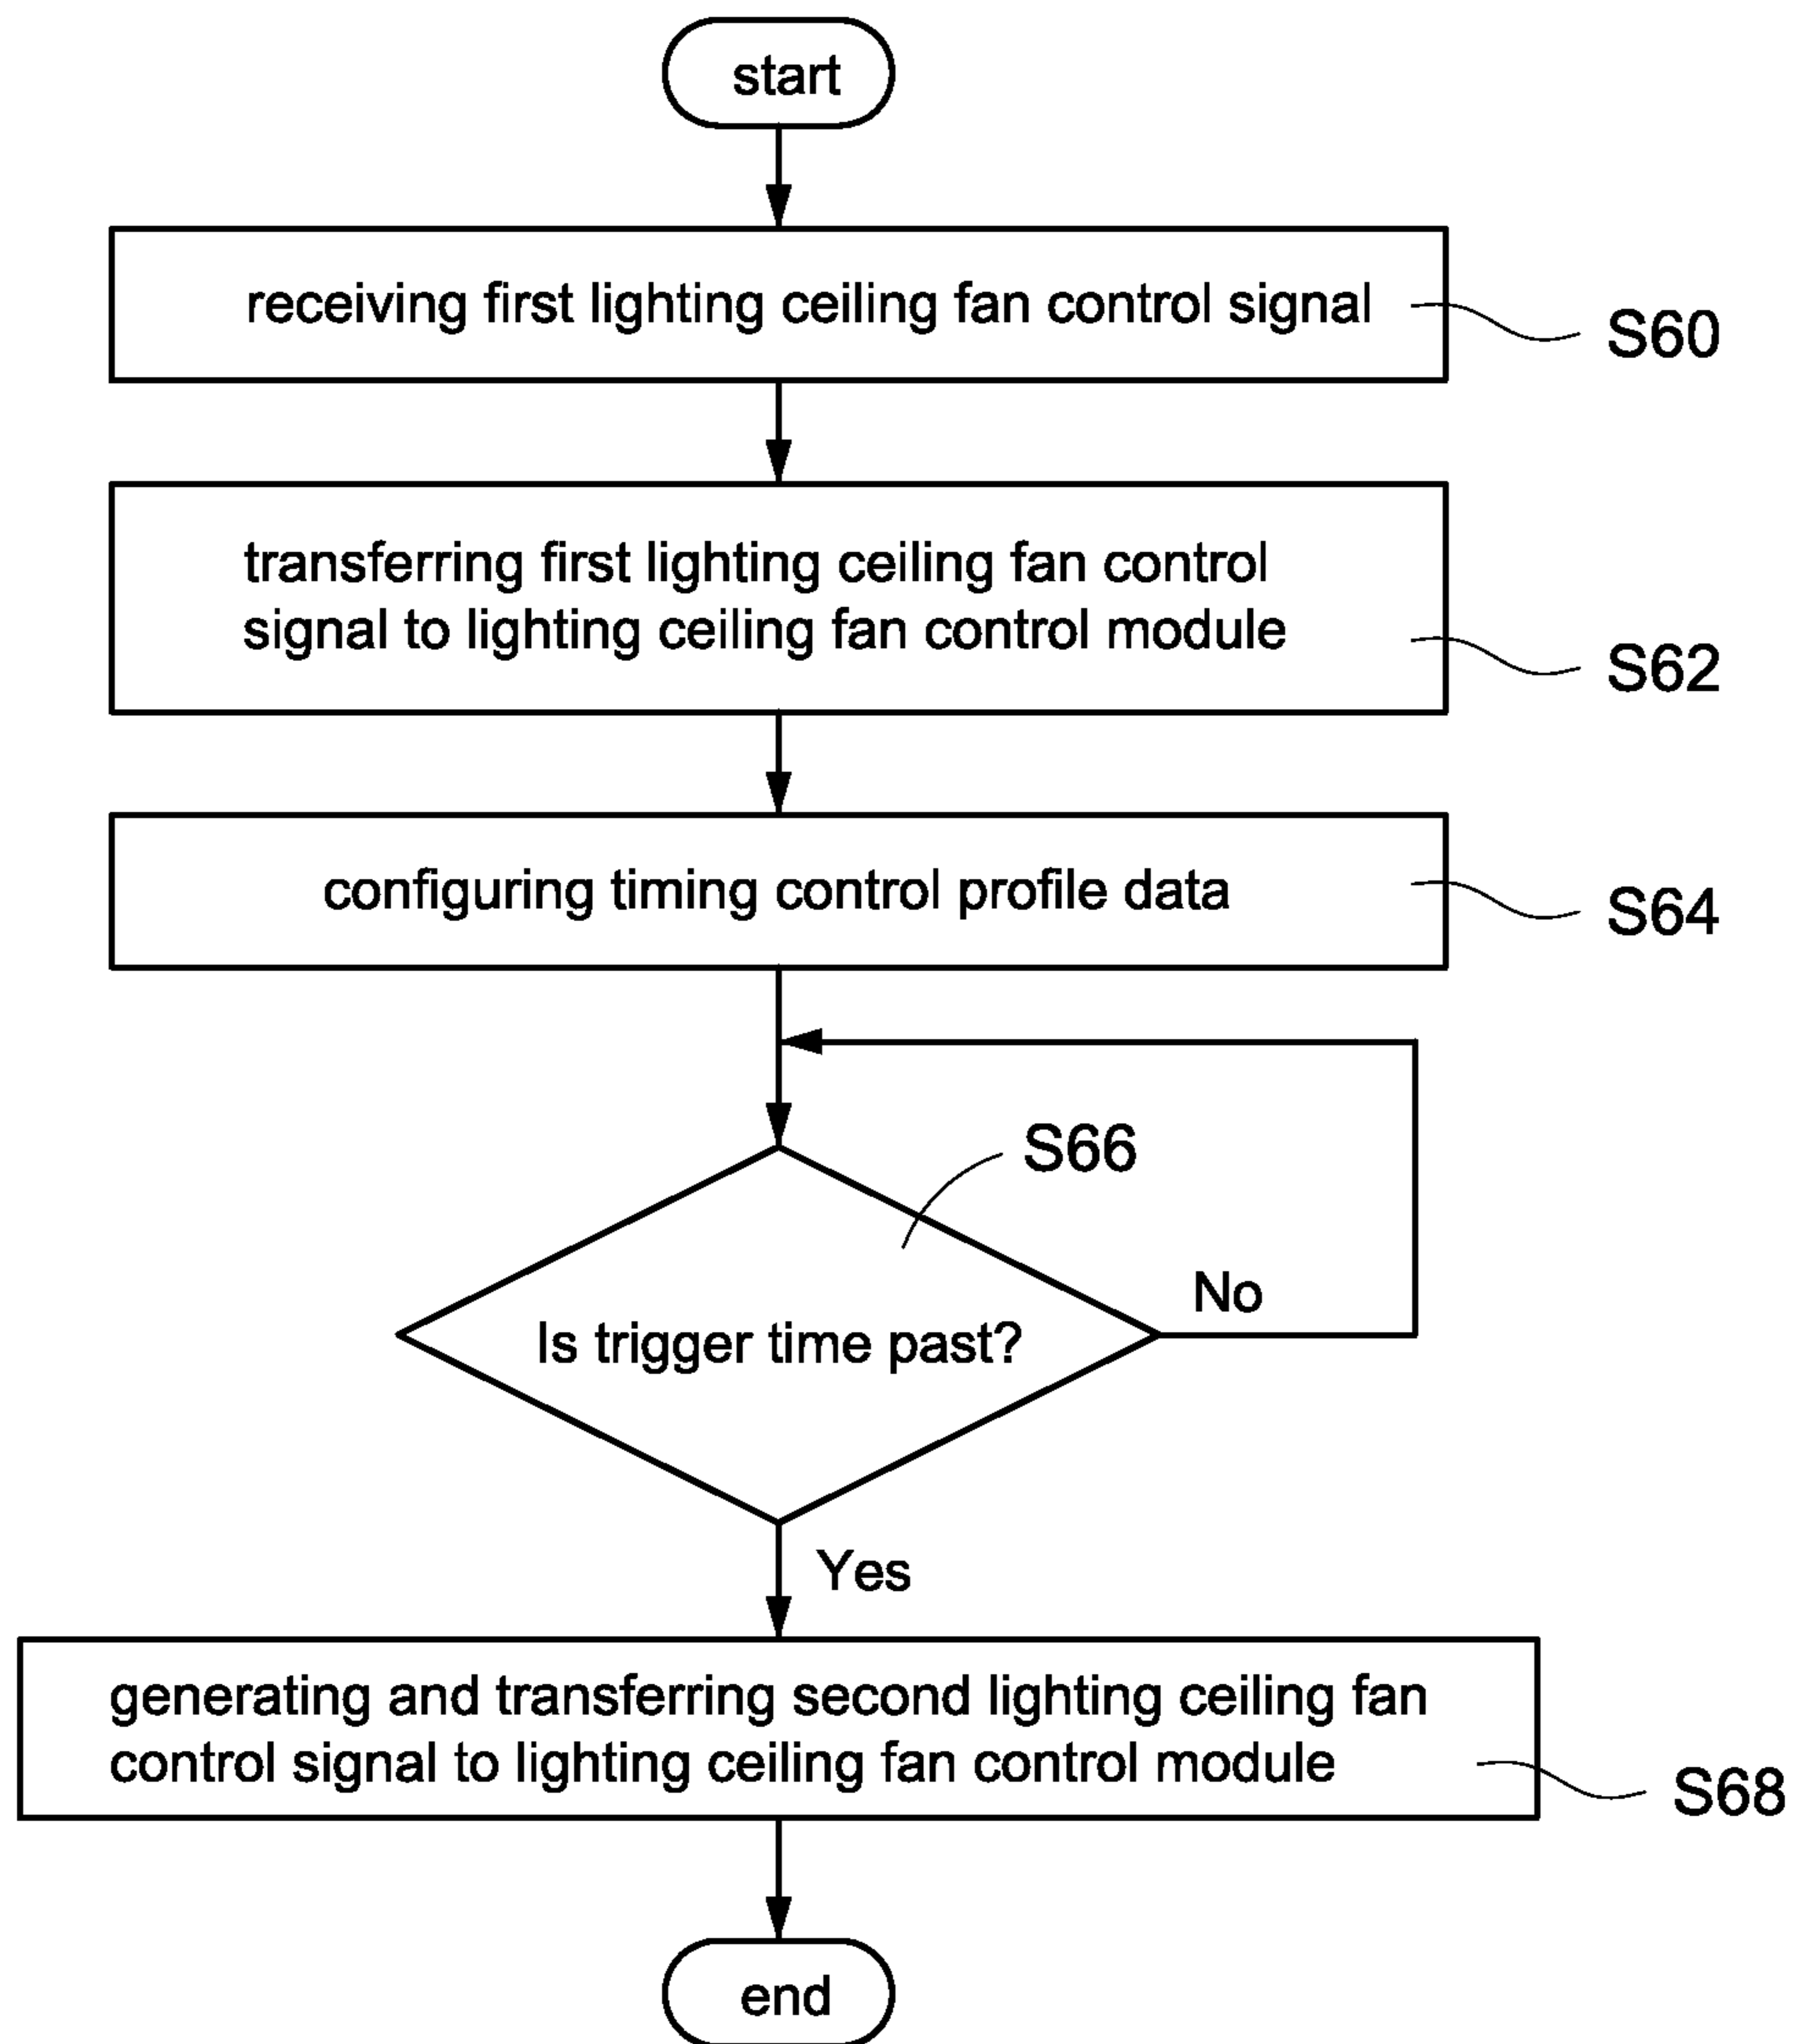 start
receiving first lighting ceiling fan control signal
S60
transferring first lighting ceiling fan control
signal to lighting ceiling fan control module
S62
configuring timing control profile data
S64
S66
No
Is trigger time past?
Yes
generating and transferring second lighting ceiling fan
control signal to lighting ceiling fan control module
S68
end